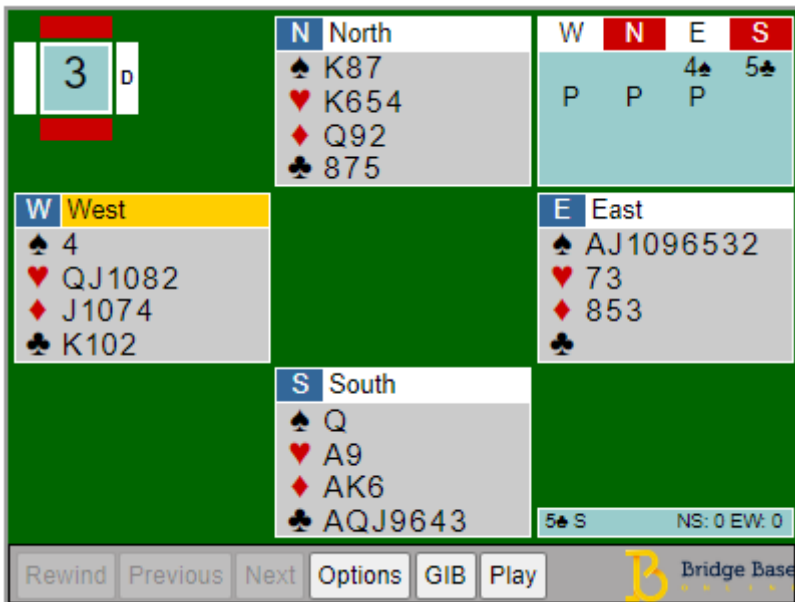 3 D
N North
♠ K87
♥ K654
♦ Q92
♣ 875
W N E S
4♠ 5♣
P P P
W West
♠ 4
♥ QJ1082
♦ J1074
♣ K102
E East
♠ AJ1096532
♥ 73
♦ 853
♣
S South
♠ Q
♥ A9
♦ AK6
♣ AQJ9643
5♣ S NS: 0 EW: 0
Rewind Previous Next Options GIB Play
Bridge Base